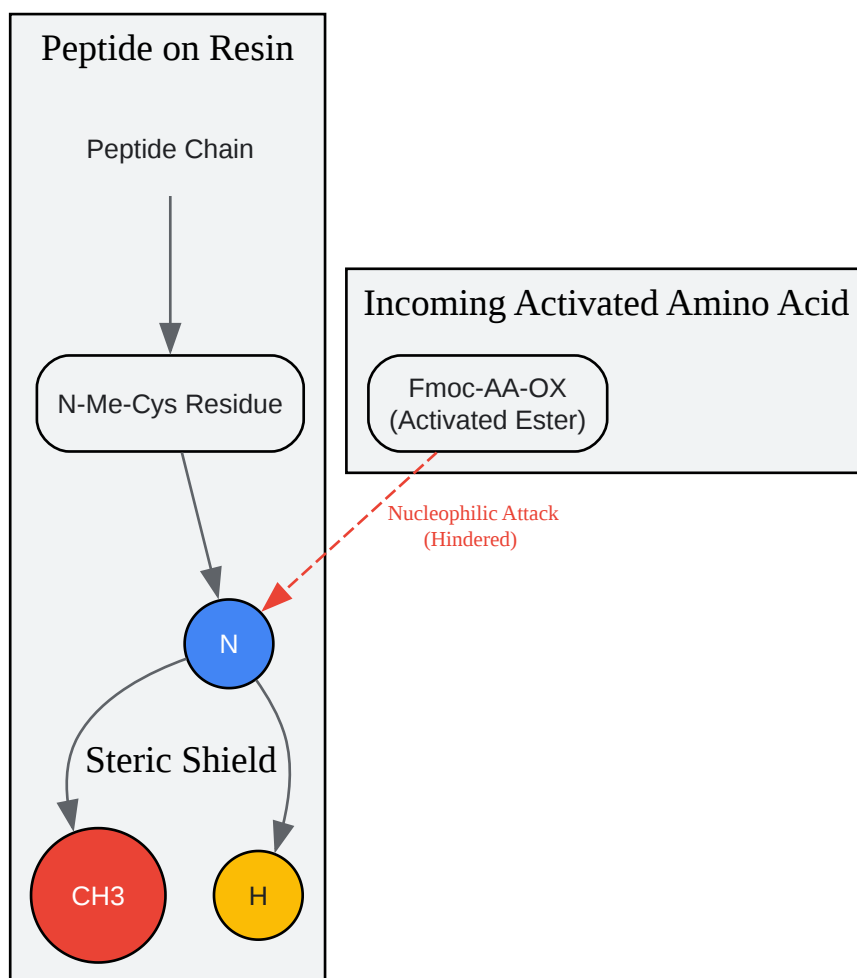 Peptide on Resin
Peptide Chain
Incoming Activated Amino Acid
N-Me-Cys Residue
Fmoc-AA-OX
(Activated Ester)
Nucleophilic Attack
(Hindered)
N
Steric Shield
CH3
H